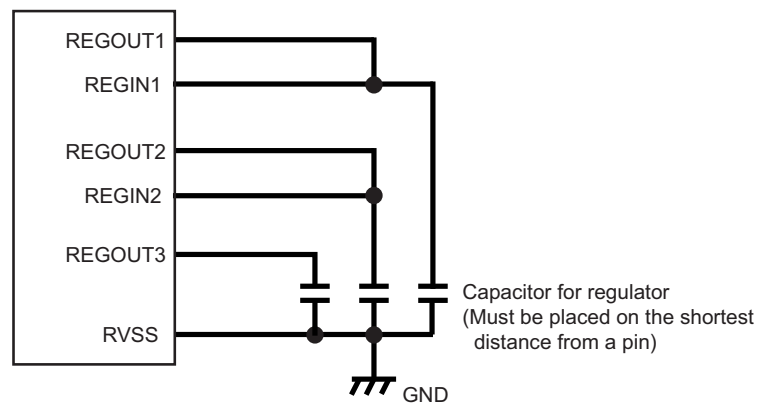 REGOUT1
REGIN1
REGOUT2
REGIN2
REGOUT3
RVSS
Capacitor for regulator
(Must be placed on the shortest
distance from a pin)
GND